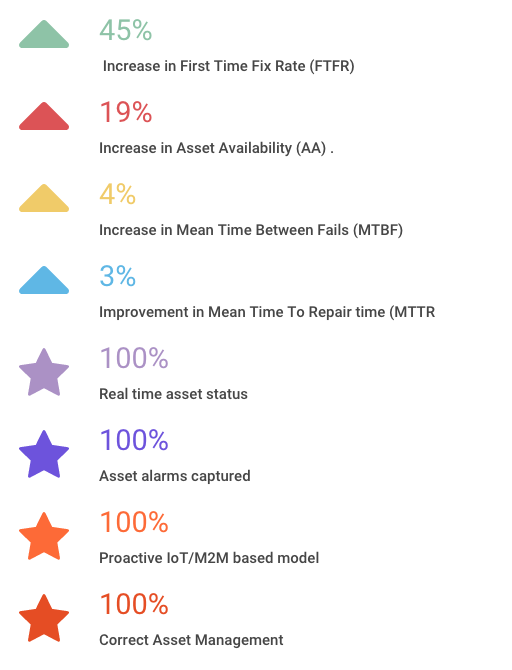 45%
Increase in First Time Fix Rate (FTFR)
19%
Increase in Asset Availability (AA) .
4%
Increase in Mean Time Between Fails (MTBF)
3%
Improvement in Mean Time To Repair time (MTTR
100%
Real time asset status
100%
Asset alarms captured
100%
Proactive IoT/M2M based model
100%
Correct Asset Management